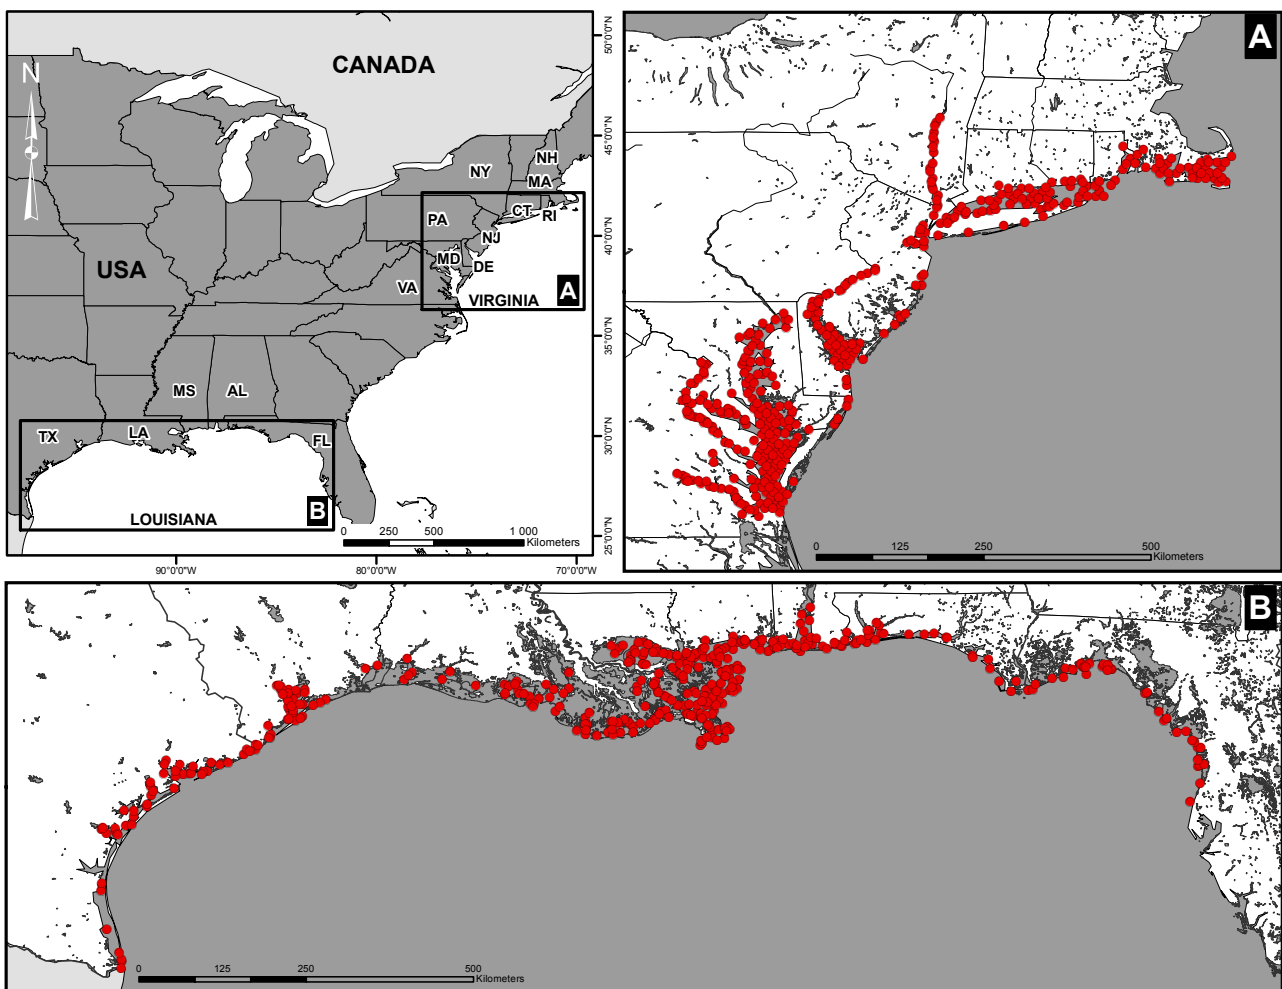 CANADA
N
NH
NY
MA
CT
RI
PA
NJ
USA
MD
DE
VA
VIRGINIA
A
MS
AL
TX
LA
FL
LOUISIANA
B
0
250
500
1 000
Kilometers
50°0'0"N
45°0'0"N
40°0'0"N
35°0'0"N
30°0'0"N
25°0'0"N
90°0'0"W
80°0'0"W
70°0'0"W
A
0
125
250
500
Kilometers
B
0
125
250
500
Kilometers